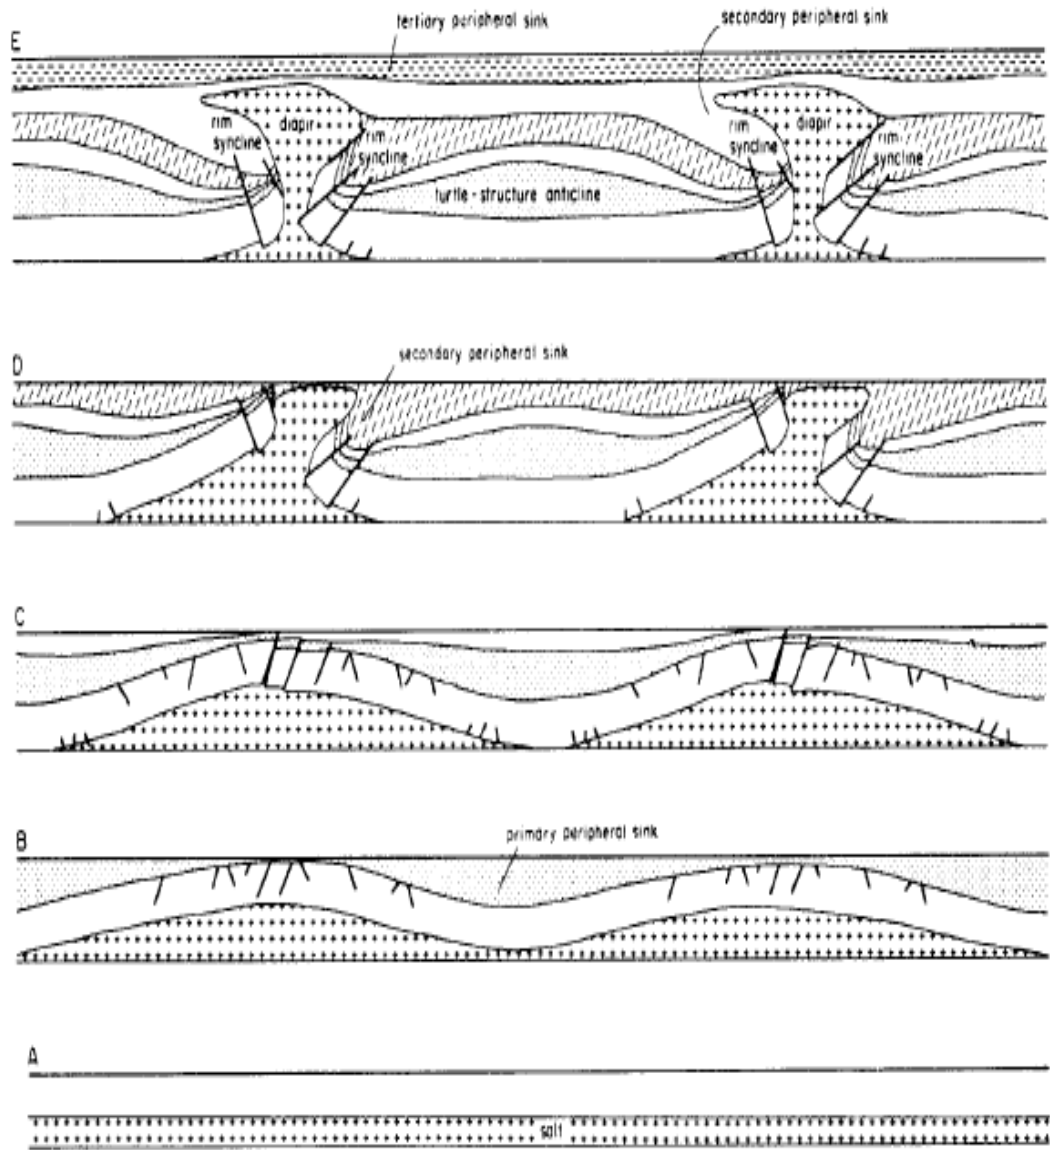 tertiary peripheral sink
secondary peripheral sink
E
rim
syncline
diapir
rim
syncline
rim
syncline
diapir
rim
syncline
turtle-structure anticline
D
secondary peripheral sink
C
B
primary peripheral sink
A
salt